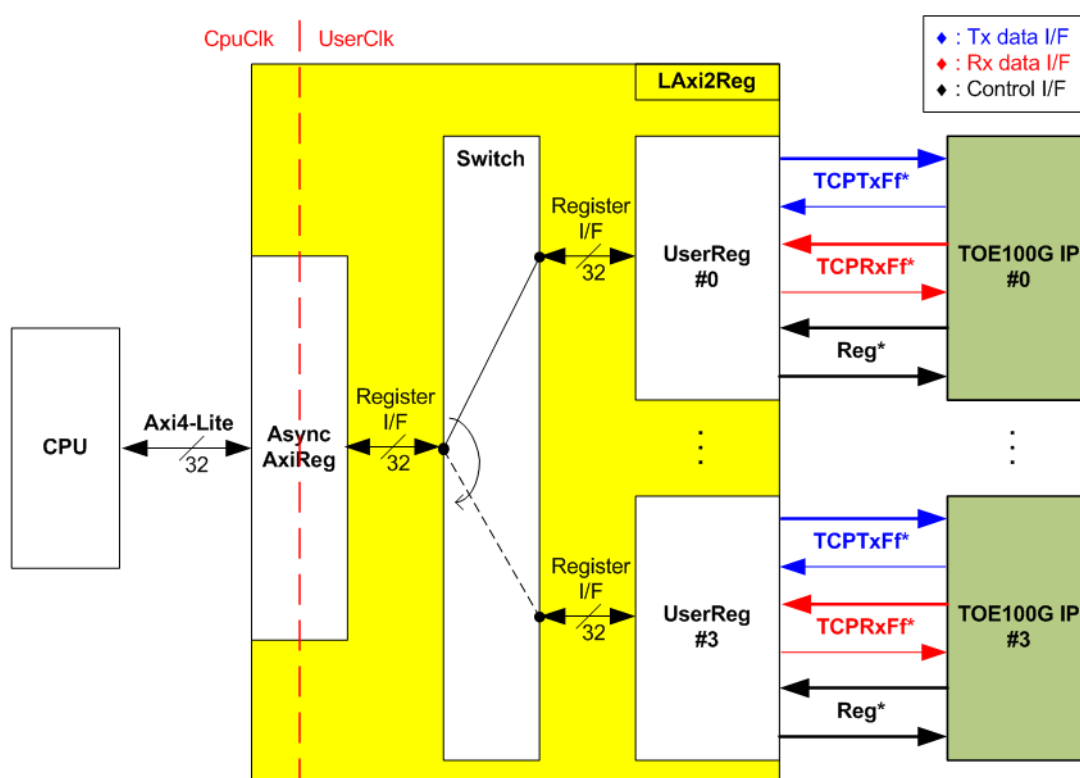 CpuClk
UserClk
♦ : Tx data I/F
♦ : Rx data I/F
♦ : Control I/F
LAxi2Reg
Switch
Register
I/F
32
UserReg
#0
TCPTxFf*
TCPRxFf*
Reg*
TOE100G IP
#0
CPU
Axi4-Lite
32
Async
AxiReg
Register
I/F
32
Register
I/F
32
UserReg
#3
TCPTxFf*
TCPRxFf*
Reg*
TOE100G IP
#3